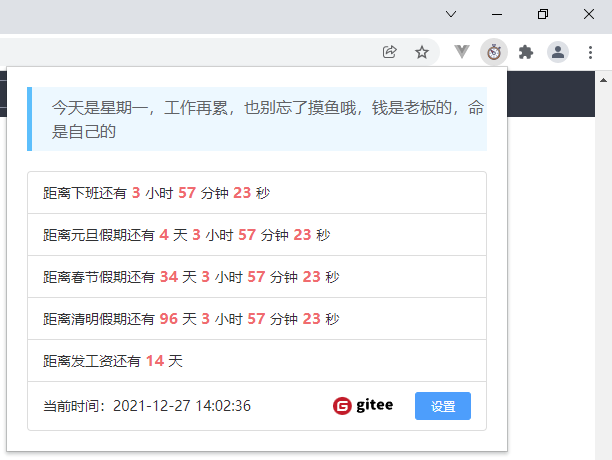 今天是星期一，工作再累，也别忘了摸鱼哦，钱是老板的，命
是自己的
距离下班还有 3 小时 57 分钟 23 秒
距离元旦假期还有 4 天 3 小时 57 分钟 23 秒
距离春节假期还有 34 天 3 小时 57 分钟 23 秒
距离清明假期还有 96 天 3 小时 57 分钟 23 秒
距离发工资还有 14 天
当前时间：2021-12-27 14:02:36 gitee 设置